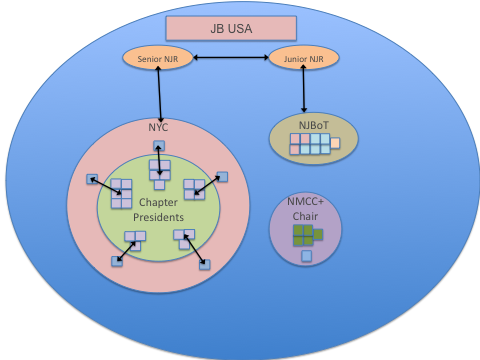 JB USA
Senior NJR
Junior NJR
NYC
NJBoT
Chapter
Presidents
NMCC+
Chair